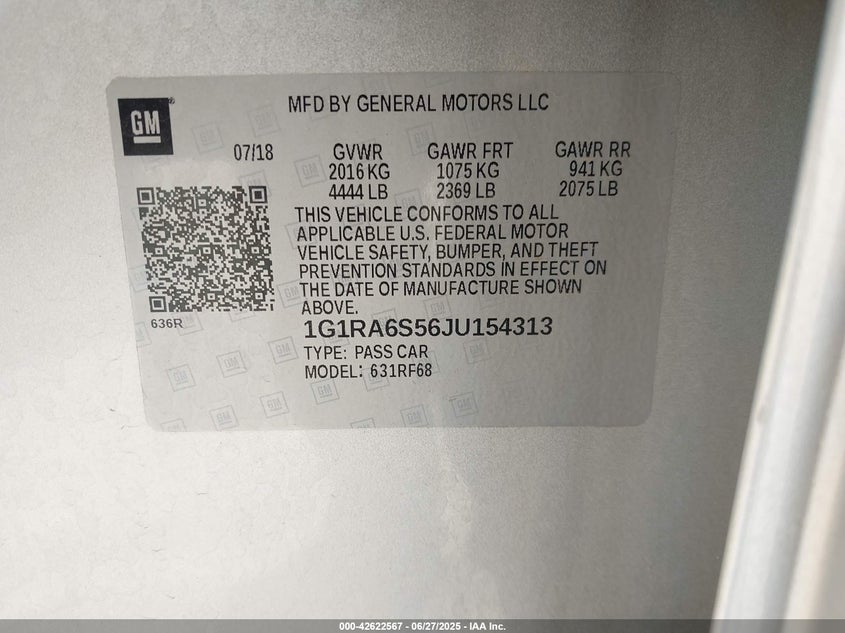 GM
MFD BY GENERAL MOTORS LLC
07/18 GVWR GAWR FRT GAWR RR
2016 KG 1075 KG 941 KG
4444 LB 2369 LB 2075 LB
THIS VEHICLE CONFORMS TO ALL
APPLICABLE U.S. FEDERAL MOTOR
VEHICLE SAFETY, BUMPER, AND THEFT
PREVENTION STANDARDS IN EFFECT ON
THE DATE OF MANUFACTURE SHOWN
ABOVE.
636R
1G1RA6S56JU154313
TYPE: PASS CAR
MODEL: 631RF68
000-42622567 - 06/27/2025 - IAA Inc.